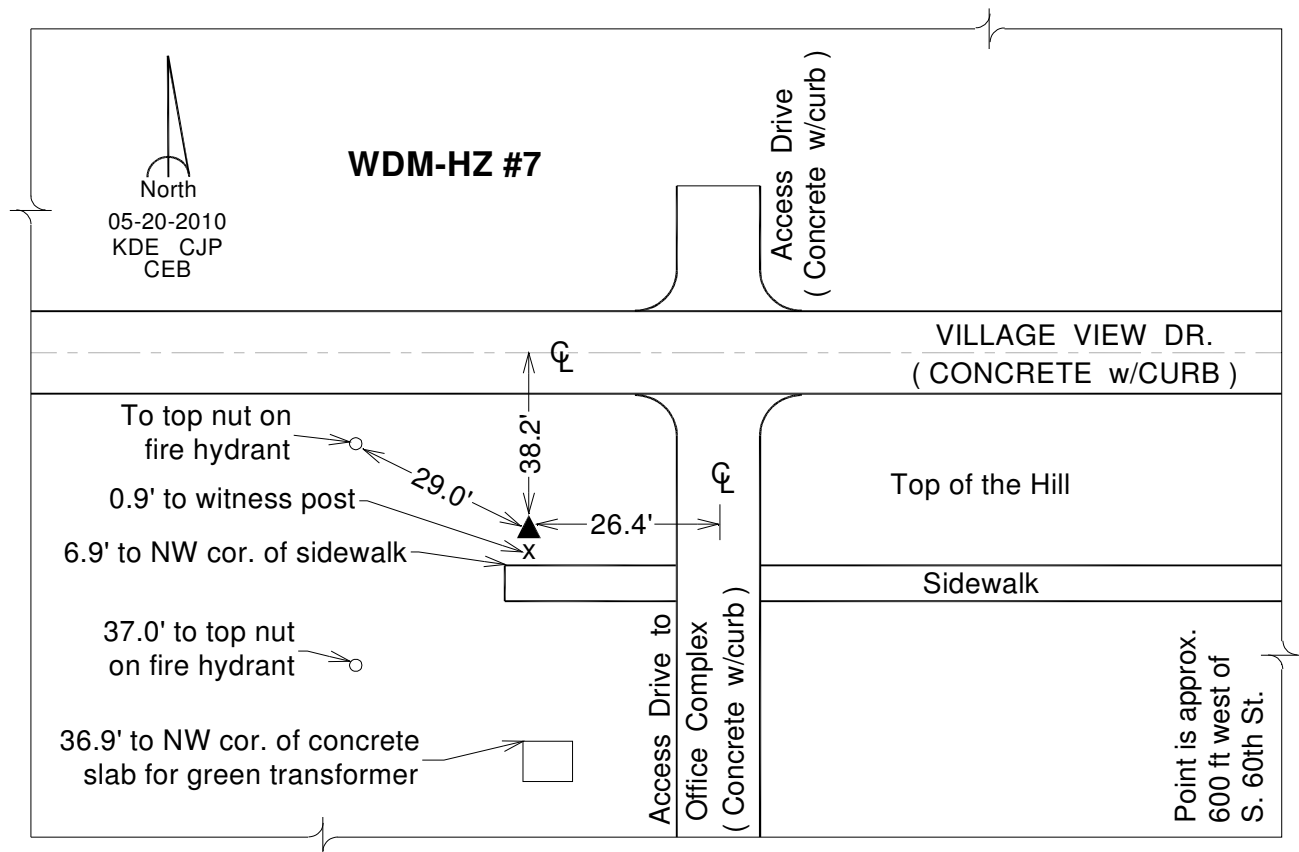 WDM-HZ #7
North
05-20-2010
KDE CJP
CEB
Access Drive
( Concrete w/curb )
VILLAGE VIEW DR.
( CONCRETE w/CURB )
℄
To top nut on
fire hydrant
29.0'
38.2'
℄
26.4'
Top of the Hill
0.9' to witness post
x
6.9' to NW cor. of sidewalk
Sidewalk
37.0' to top nut
on fire hydrant
36.9' to NW cor. of concrete
slab for green transformer
Access Drive to
Office Complex
( Concrete w/curb )
Point is approx.
600 ft west of
S. 60th St.